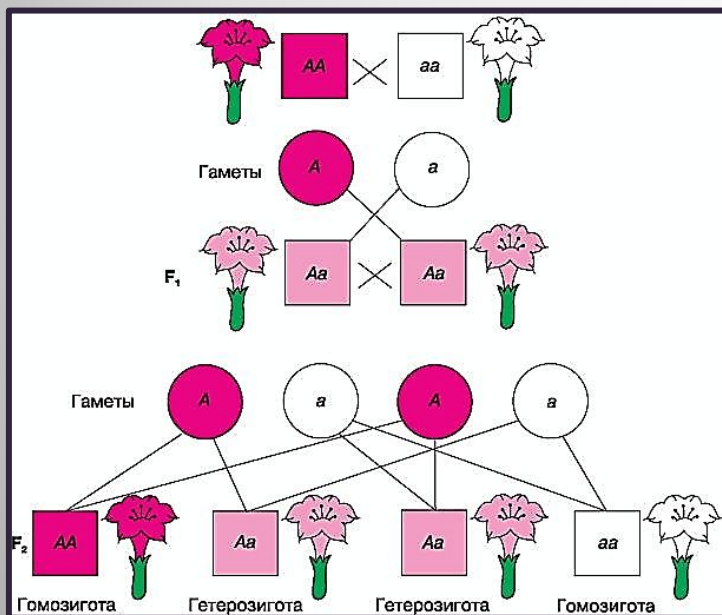 AA aa
Гаметы A a
F₁ Aa Aa
Гаметы A a A a
F₂ AA Aa Aa aa
Гомозигота Гетерозигота Гетерозигота Гомозигота